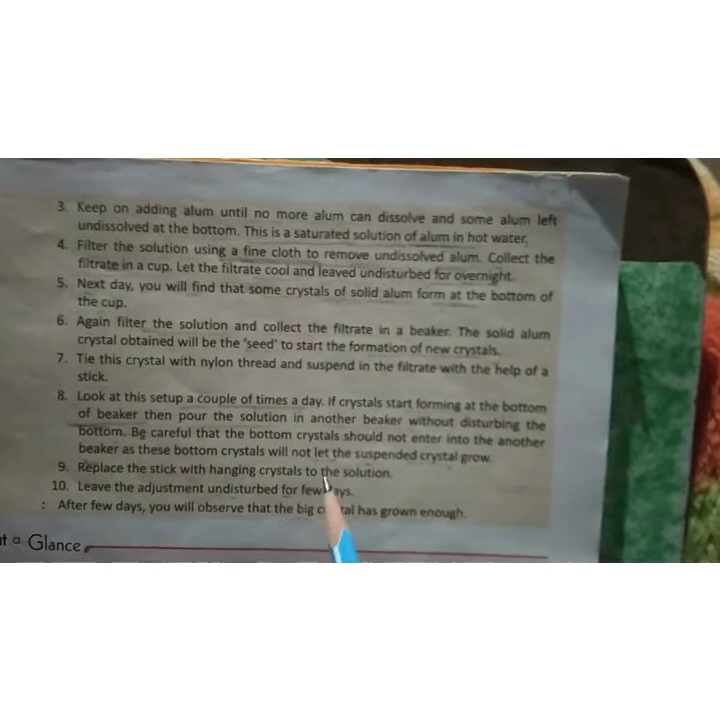 3. Keep on adding alum until no more alum can dissolve and some alum left
undissolved at the bottom. This is a saturated solution of alum in hot water.
4. Filter the solution using a fine cloth to remove undissolved alum. Collect the
filtrate in a cup. Let the filtrate cool and leaved undisturbed for overnight.
5. Next day, you will find that some crystals of solid alum form at the bottom of
the cup.
6. Again filter the solution and collect the filtrate in a beaker. The solid alum
crystal obtained will be the 'seed' to start the formation of new crystals.
7. Tie this crystal with nylon thread and suspend in the filtrate with the help of a
stick.
8. Look at this setup a couple of times a day. If crystals start forming at the bottom
of beaker then pour the solution in another beaker without disturbing the
bottom. Be careful that the bottom crystals should not enter into the another
beaker as these bottom crystals will not let the suspended crystal grow.
9. Replace the stick with hanging crystals to the solution.
10. Leave the adjustment undisturbed for few
: After few days, you will observe that the big has grown enough.
a Glance